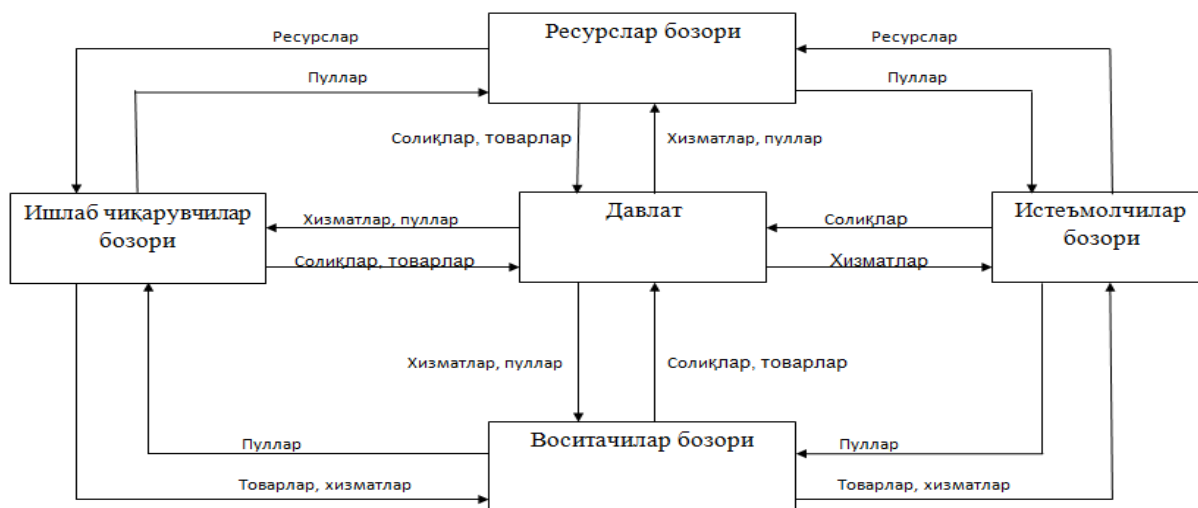 Ресурслар бозори
Ресурслар
Ресурслар
Пуллар
Пуллар
Солиқлар, товарлар
Хизматлар, пуллар
Ишлаб чиқарувчилар
бозори
Давлат
Истеъмолчилар
бозори
Хизматлар, пуллар
Солиқлар
Солиқлар, товарлар
Хизматлар
Хизматлар, пуллар
Солиқлар, товарлар
Воситачилар бозори
Пуллар
Пуллар
Товарлар, хизматлар
Товарлар, хизматлар